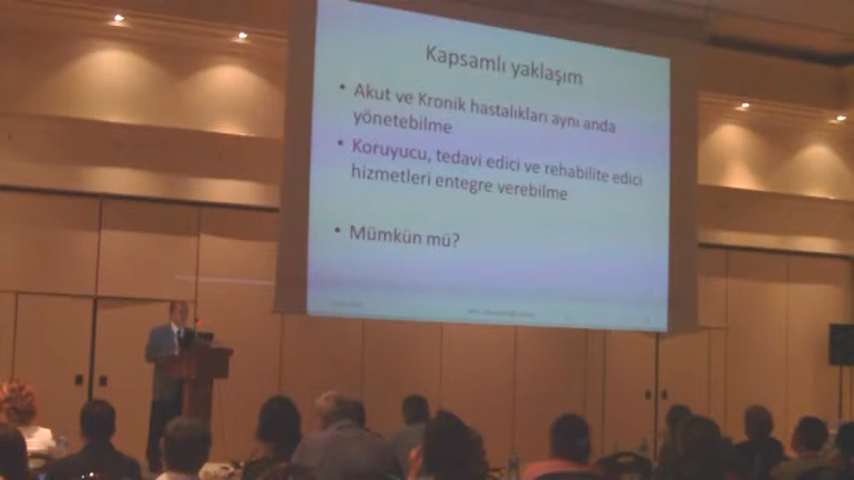 Kapsamlı yaklaşım
• Akut ve Kronik hastalıkları aynı anda
yönetebilme
• Koruyucu, tedavi edici ve rehabilite edici
hizmetleri entegre verebilme
• Mümkün mü?